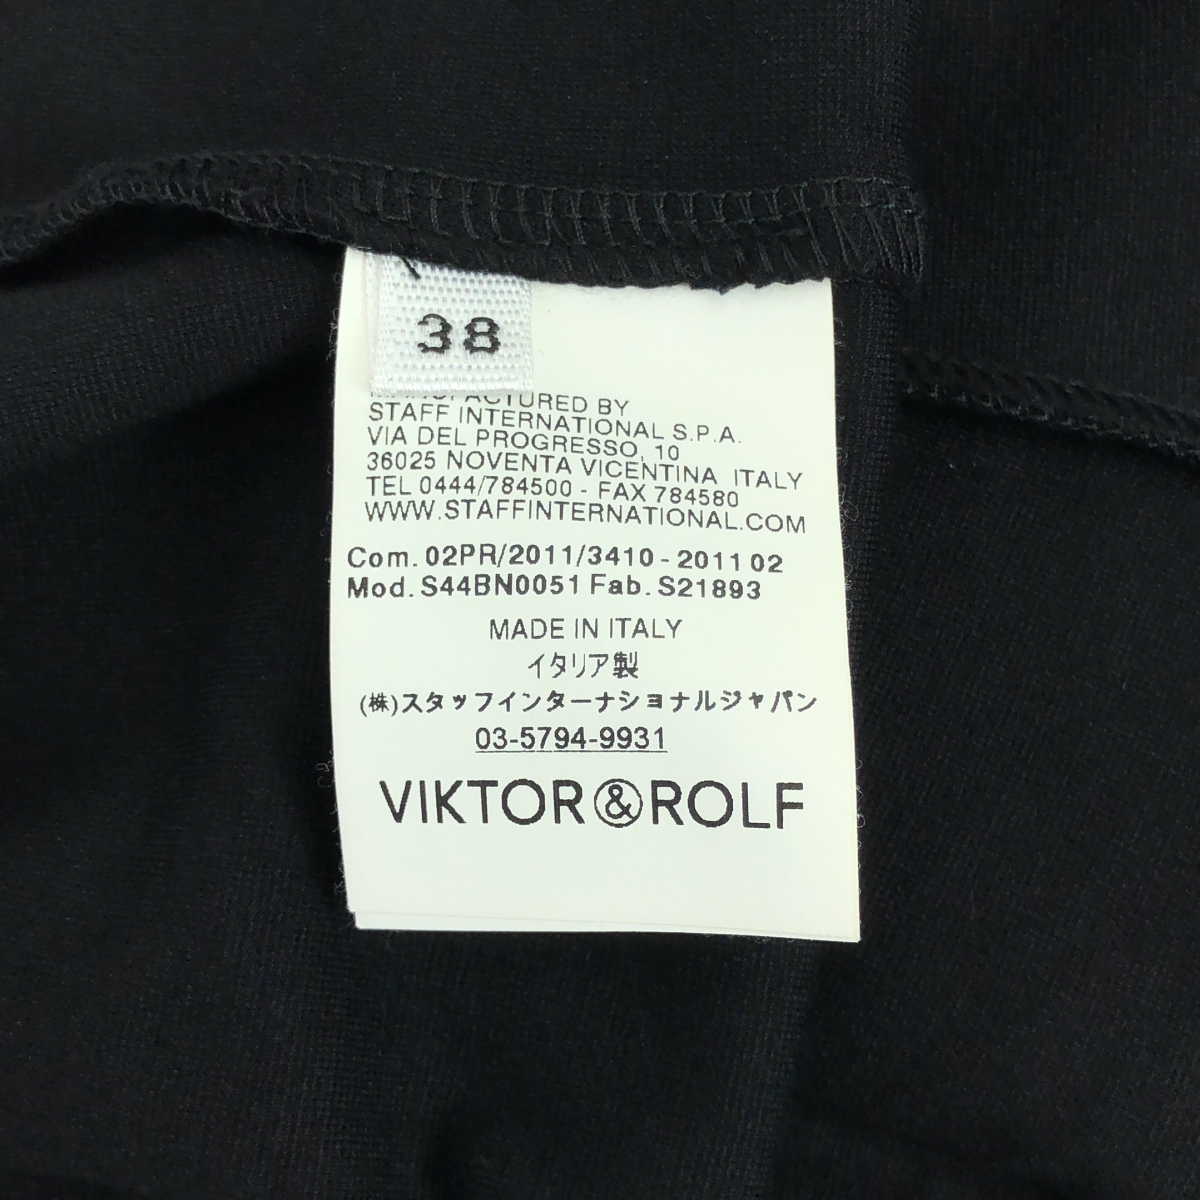 38
BY
STAFF INTERNATIONAL S.P.A.
VIA DEL PROGRESSO, 10
36025 NOVENTA VICENTINA ITALY
TEL 0444/784500 - FAX 784580
WWW.STAFFINTERNATIONAL.COM
Com. 02PR/2011/3410 - 2011 02
Mod. S44BN0051 Fab. S21893
MADE IN ITALY
イタリア製
(株)スタッフインターナショナルジャパン
03-5794-9931
VIKTOR&ROLF